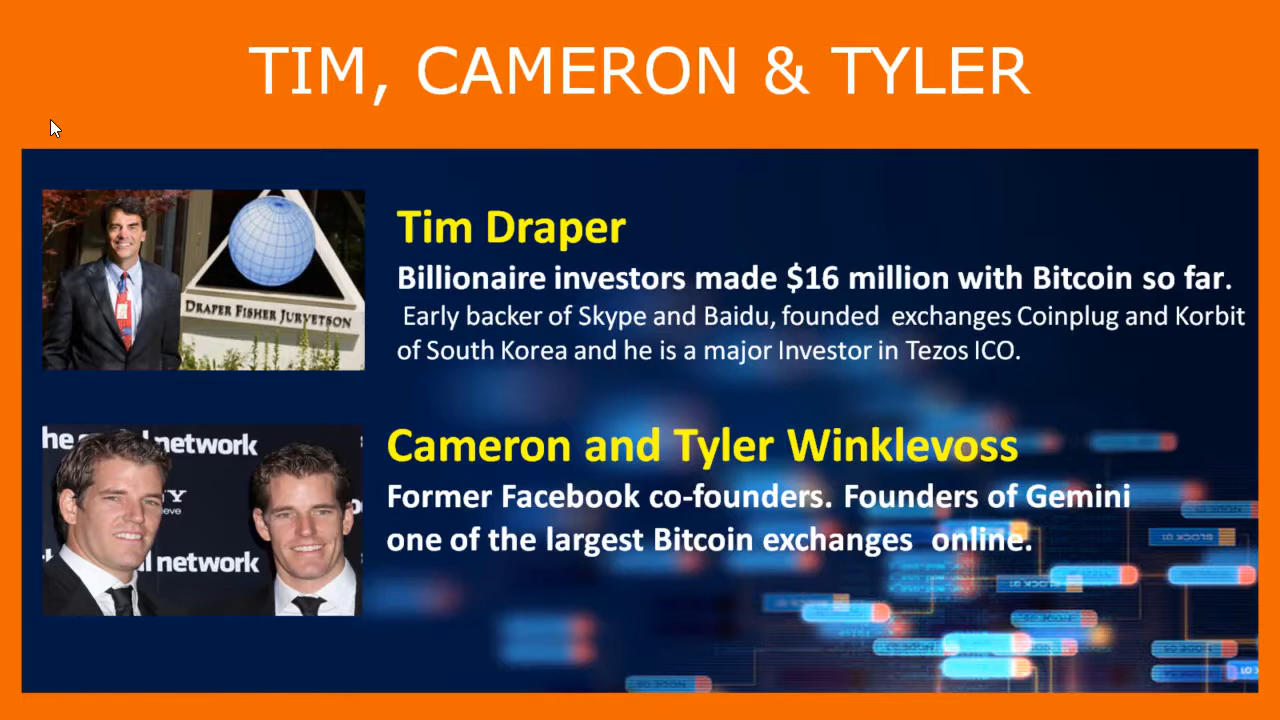 TIM, CAMERON & TYLER
DRAPER FISHER JURVETSON
Tim Draper
Billionaire investors made $16 million with Bitcoin so far.
Early backer of Skype and Baidu, founded exchanges Coinplug and Korbit
of South Korea and he is a major Investor in Tezos ICO.
he network
Cameron and Tyler Winklevoss
Former Facebook co-founders. Founders of Gemini
one of the largest Bitcoin exchanges online.
l network
BLOCK 01